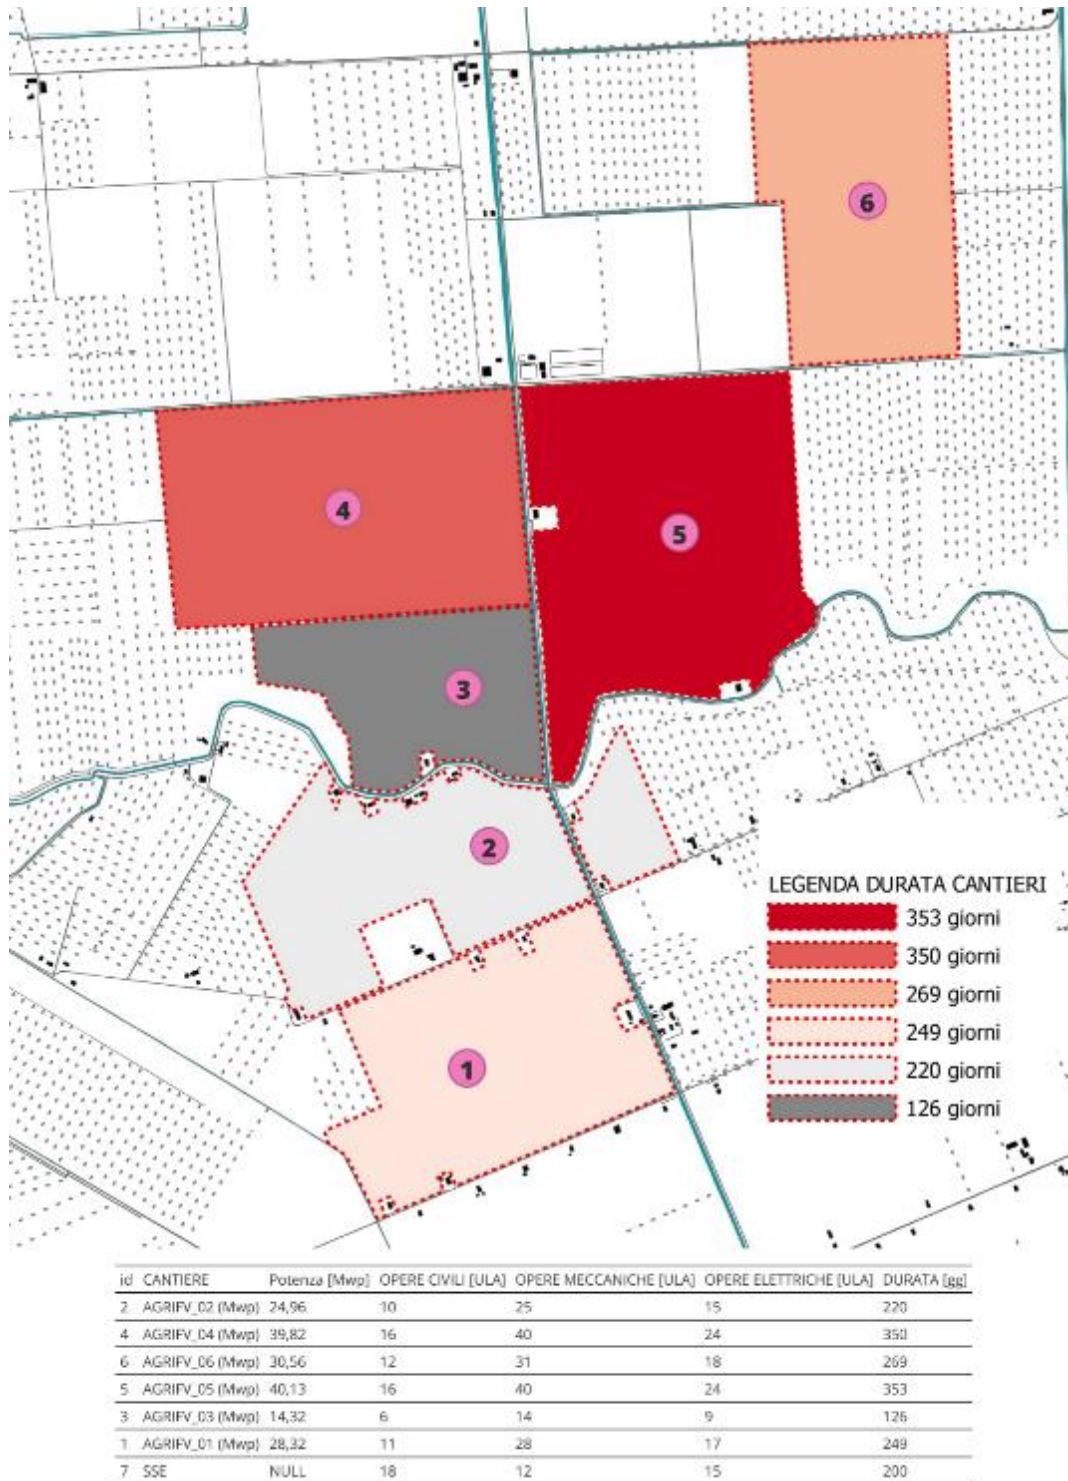 6
4
5
3
2
1
LEGENDA DURATA CANTIERI
353 giorni
350 giorni
269 giorni
249 giorni
220 giorni
126 giorni
id CANTIERE Potenza [Mwp] OPERE CIVILI [ULA] OPERE MECCANICHE [ULA] OPERE ELETTRICHE [ULA] DURATA [gg]
2 AGRIFV_02 (Mwp) 24,96 10 25 15 220
4 AGRIFV_04 (Mwp) 39,82 16 40 24 350
6 AGRIFV_06 (Mwp) 30,56 12 31 18 269
5 AGRIFV_05 (Mwp) 40,13 16 40 24 353
3 AGRIFV_03 (Mwp) 14,32 6 14 9 126
1 AGRIFV_01 (Mwp) 28,32 11 28 17 249
7 SSE NULL 18 12 15 200